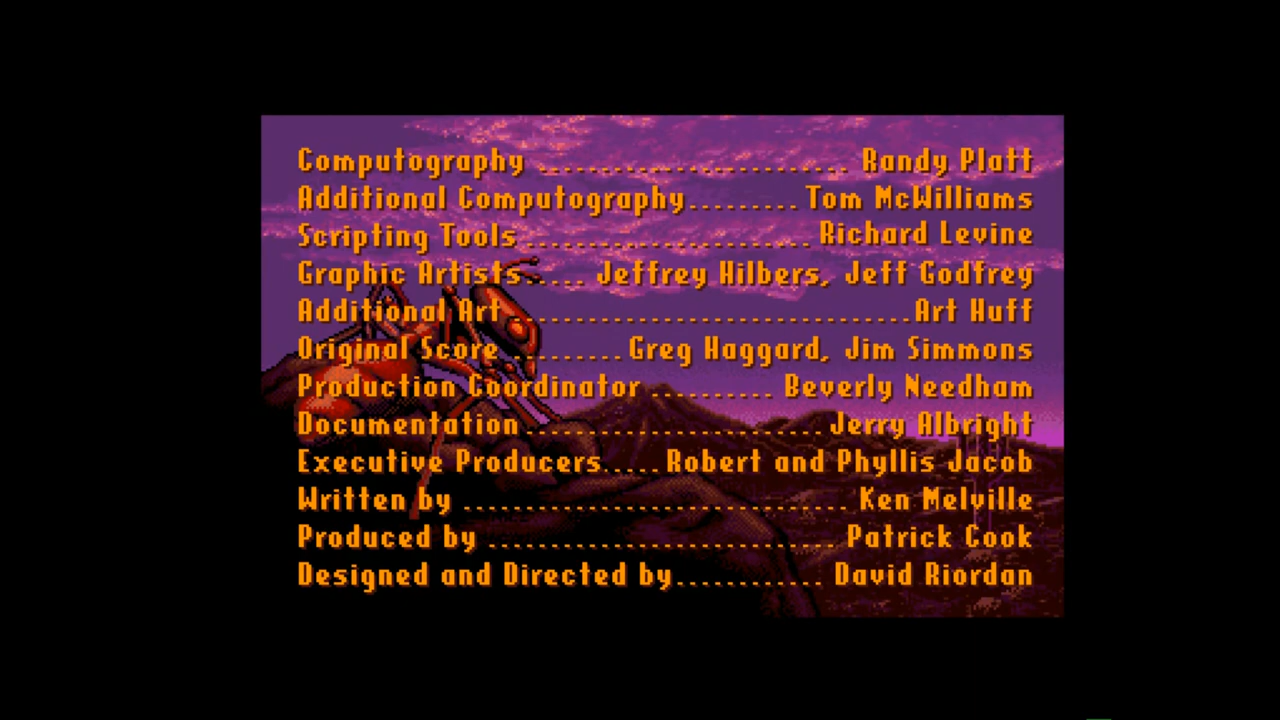 Computography ......................... Randy Platt
Additional Computography......... Tom McWilliams
Scripting Tools ....................... Richard Levine
Graphic Artists..... Jeffrey Hilbers, Jeff Godfrey
Additional Art ................................Art Huff
Original Score .........Greg Haggard, Jim Simmons
Production Coordinator .......... Beverly Needham
Documentation........................Jerry Albright
Executive Producers.....Robert and Phyllis Jacob
Written by ............................... Ken Melville
Produced by ............................ Patrick Cook
Designed and Directed by............ David Riordan